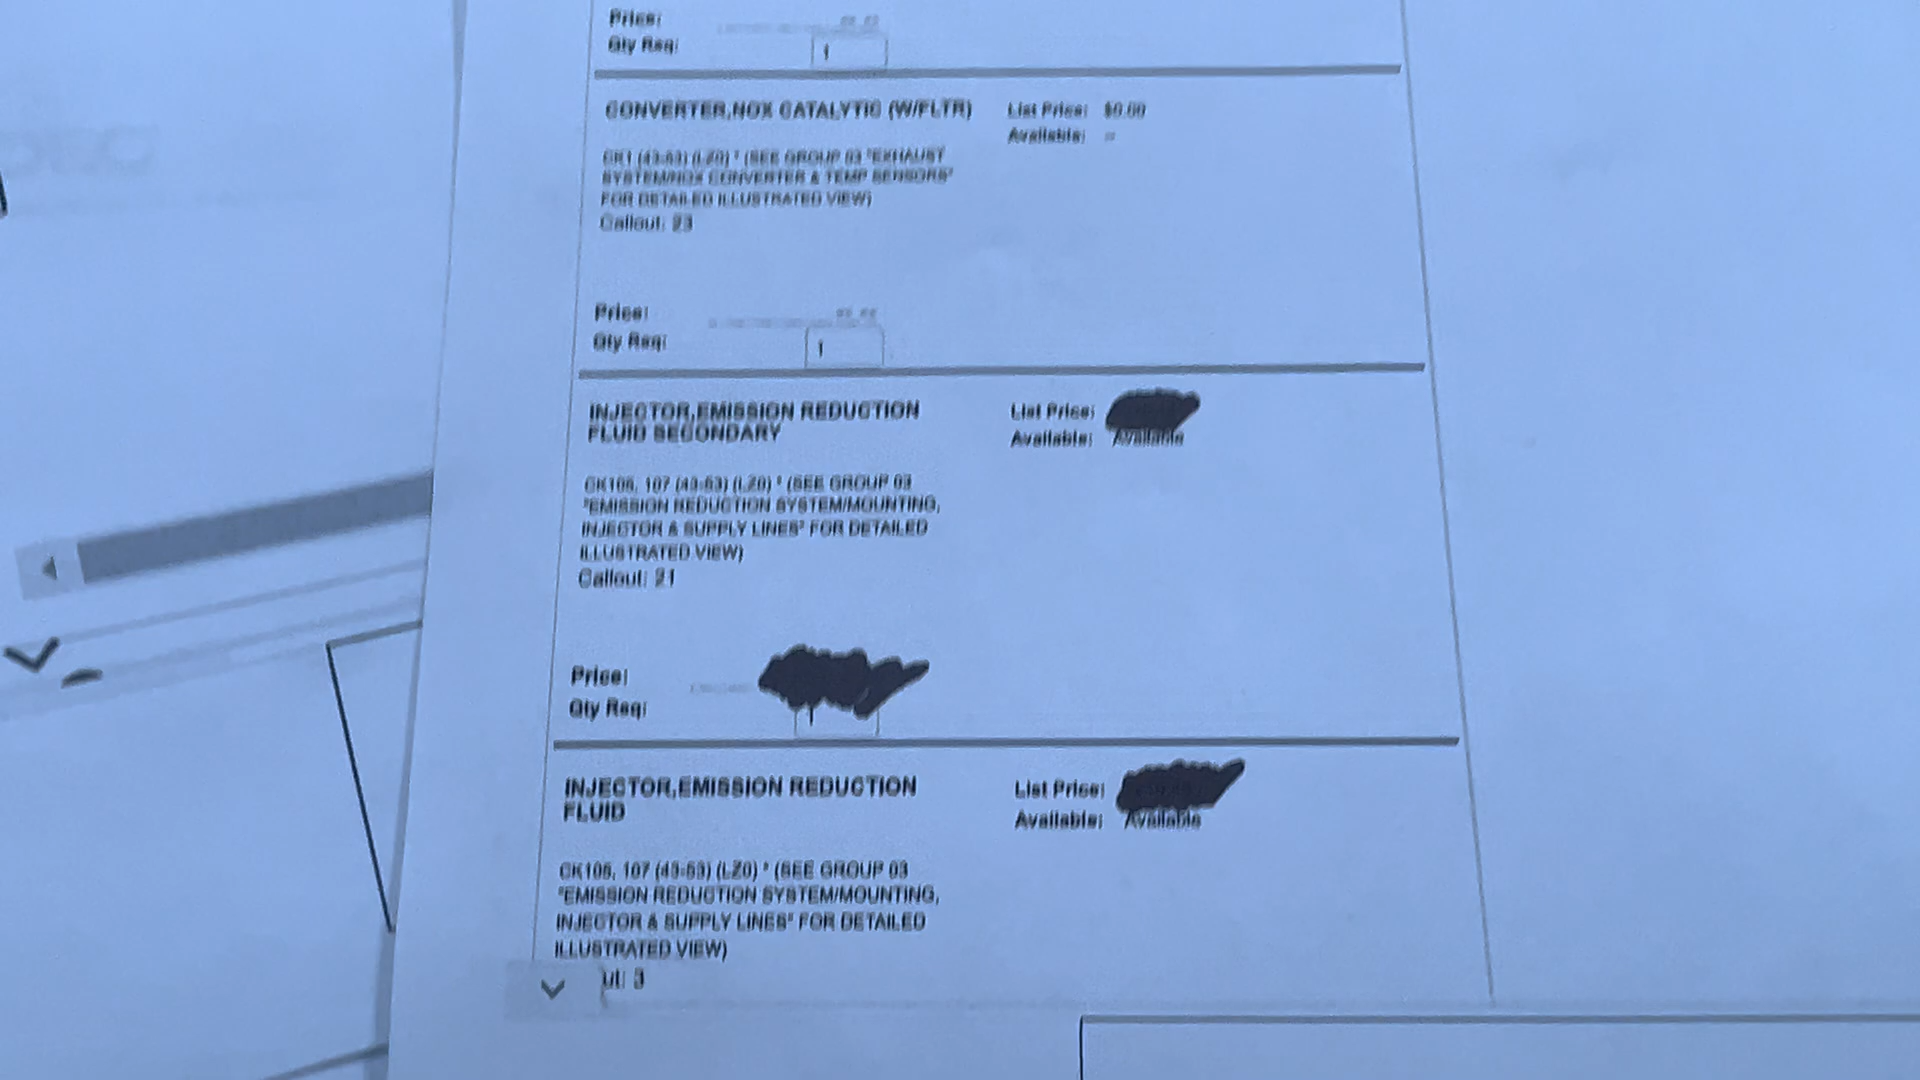 Price:
Qty Req: 1
CONVERTER,NOX CATALYTIC (W/FLTR)
List Price: $0.00
Available: --
CK1 (43-53) (LZ0) * (SEE GROUP 03 "EXHAUST
SYSTEM/NOX CONVERTER & TEMP SENSORS"
FOR DETAILED ILLUSTRATED VIEW)
Callout: 23
Price:
Qty Req: 1
INJECTOR,EMISSION REDUCTION
FLUID SECONDARY
List Price:
Available: Available
CK105, 107 (43-53) (LZ0) * (SEE GROUP 03
"EMISSION REDUCTION SYSTEM/MOUNTING,
INJECTOR & SUPPLY LINES" FOR DETAILED
ILLUSTRATED VIEW)
Callout: 21
Price:
Qty Req: 1
INJECTOR,EMISSION REDUCTION
FLUID
List Price:
Available: Available
CK105, 107 (43-53) (LZ0) * (SEE GROUP 03
"EMISSION REDUCTION SYSTEM/MOUNTING,
INJECTOR & SUPPLY LINES" FOR DETAILED
ILLUSTRATED VIEW)
ut: 3